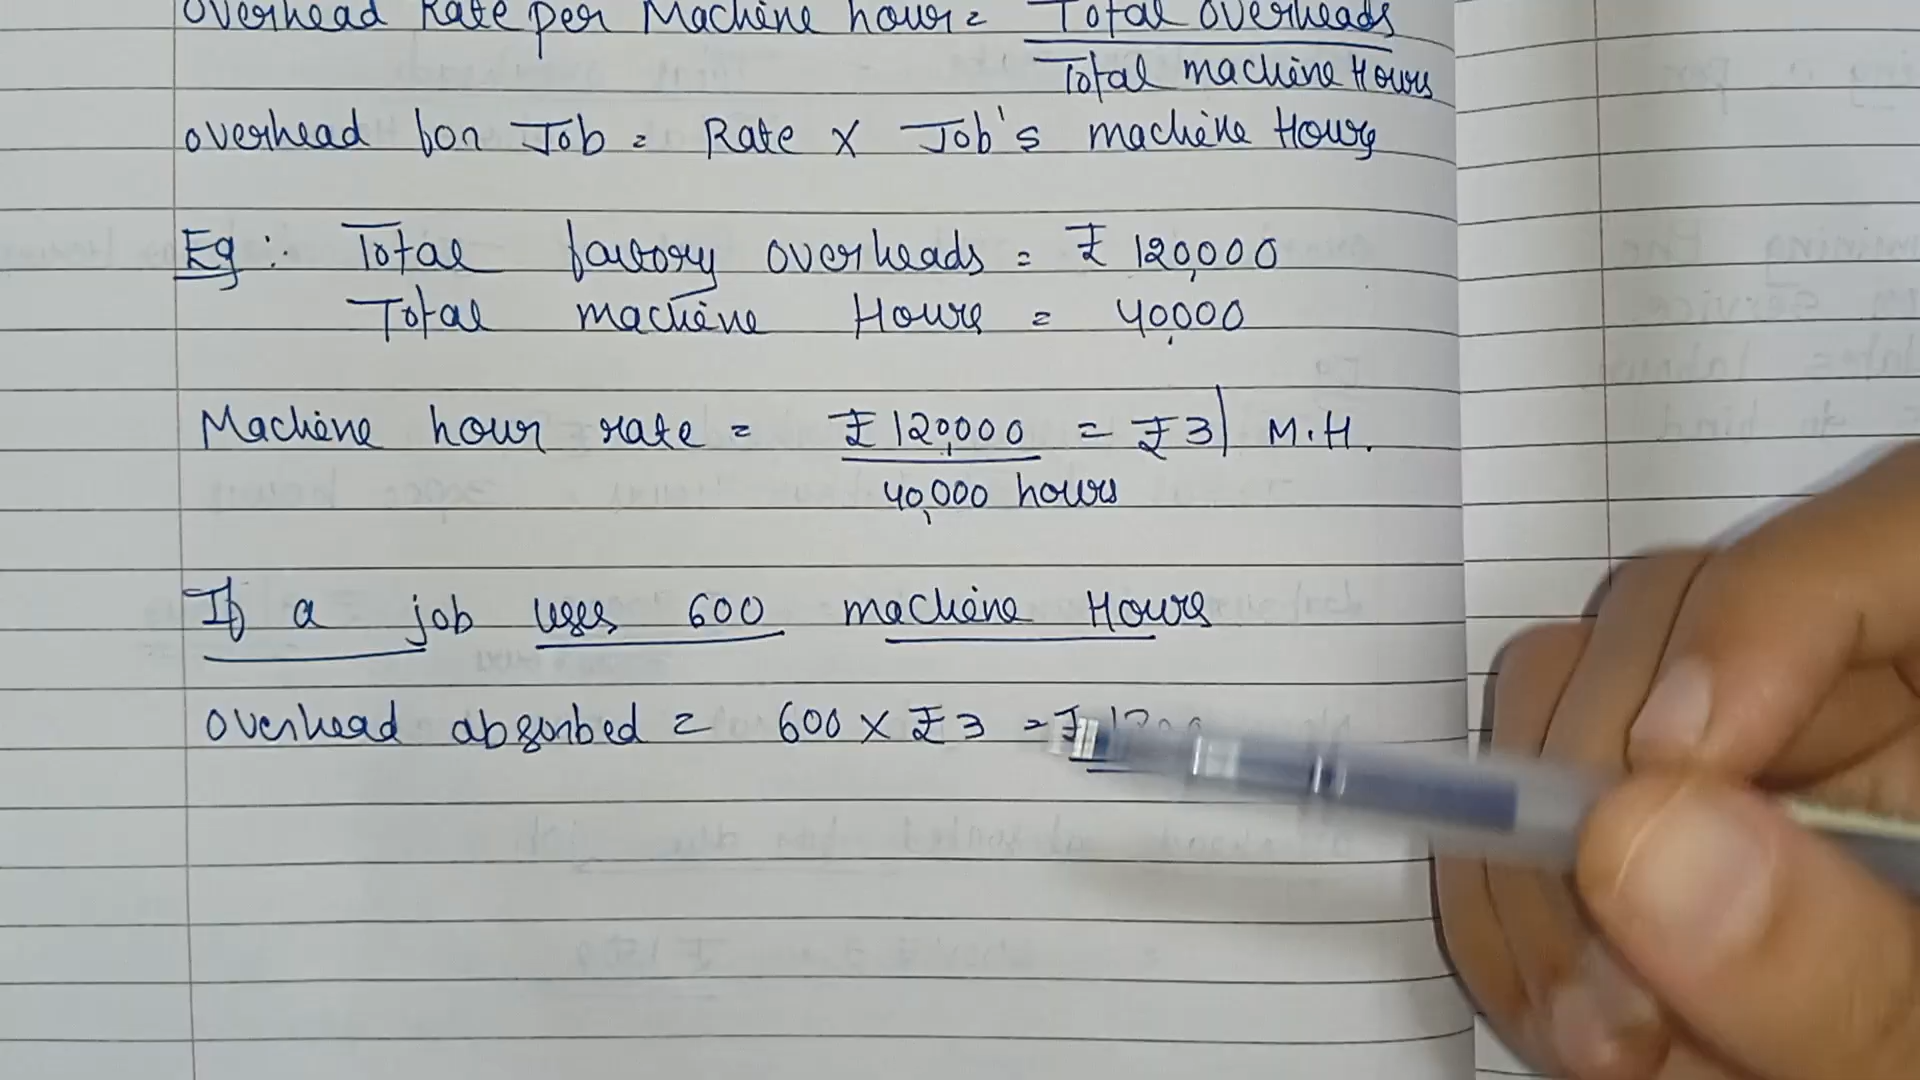 Overhead Rate per Machine hour = Total overheads
Total machine Hours
overhead for Job = Rate X Job's machine Hours
Eg :- Total factory overheads = ₹ 120,000
Total machine Hours = 40,000
Machine hour rate = ₹ 120,000 = ₹ 3/ M.H.
40,000 hours
If a job uses 600 machine Hours
overhead absorbed = 600 X ₹ 3 = ₹